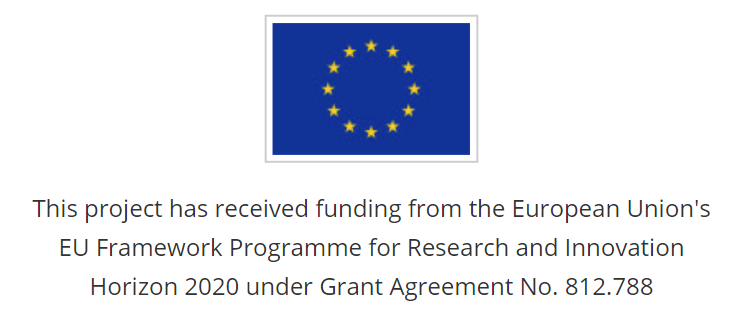 This project has received funding from the European Union's
EU Framework Programme for Research and Innovation
Horizon 2020 under Grant Agreement No. 812.788